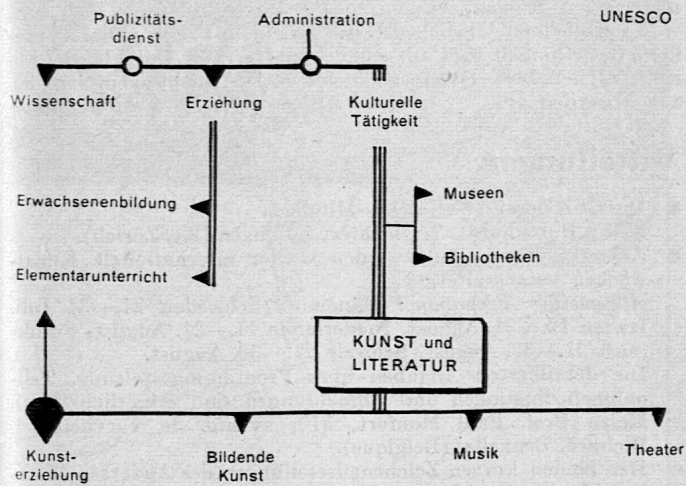 Publizitäts-
dienst
Administration
UNESCO
Wissenschaft
Erziehung
Kulturelle
Tätigkeit
Erwachsenenbildung
Museen
Elementarunterricht
Bibliotheken
KUNST und
LITERATUR
Kunst-
erziehung
Bildende
Kunst
Musik
Theater